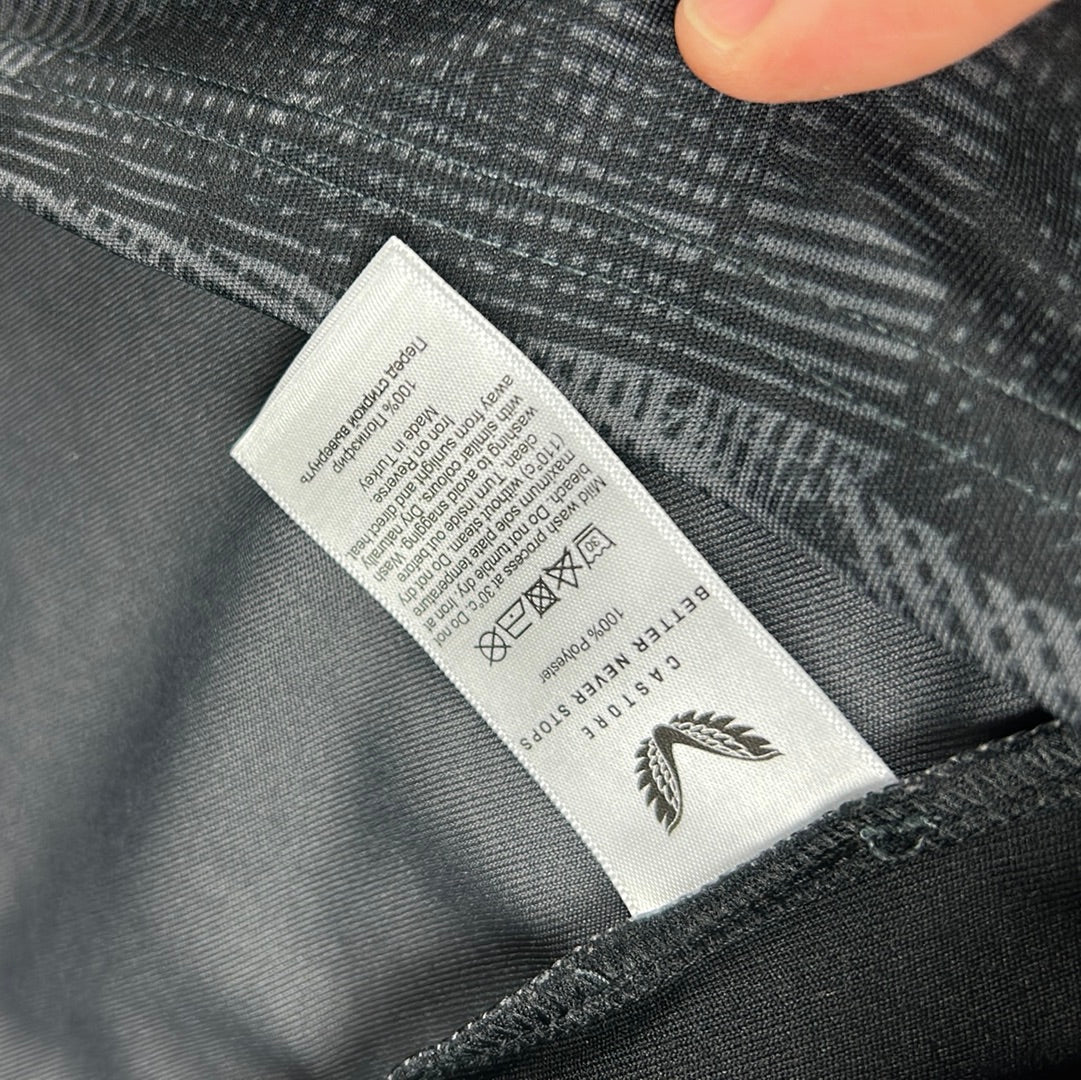 CASTORE
BETTER NEVER STOPS
100% Polyester
30
Mild wash process at 30°c. Do not
bleach. Do not tumble dry. Iron at
maximum sole plate temperature
(110°c) without steam. Do not dry
clean. Turn inside out before
washing to avoid snagging. Wash
with similar colours. Dry naturally
away from sunlight and direct heat.
Iron on Reverse
Made in Turkey
100% Полиэфир
Перед стиркой вывернуть